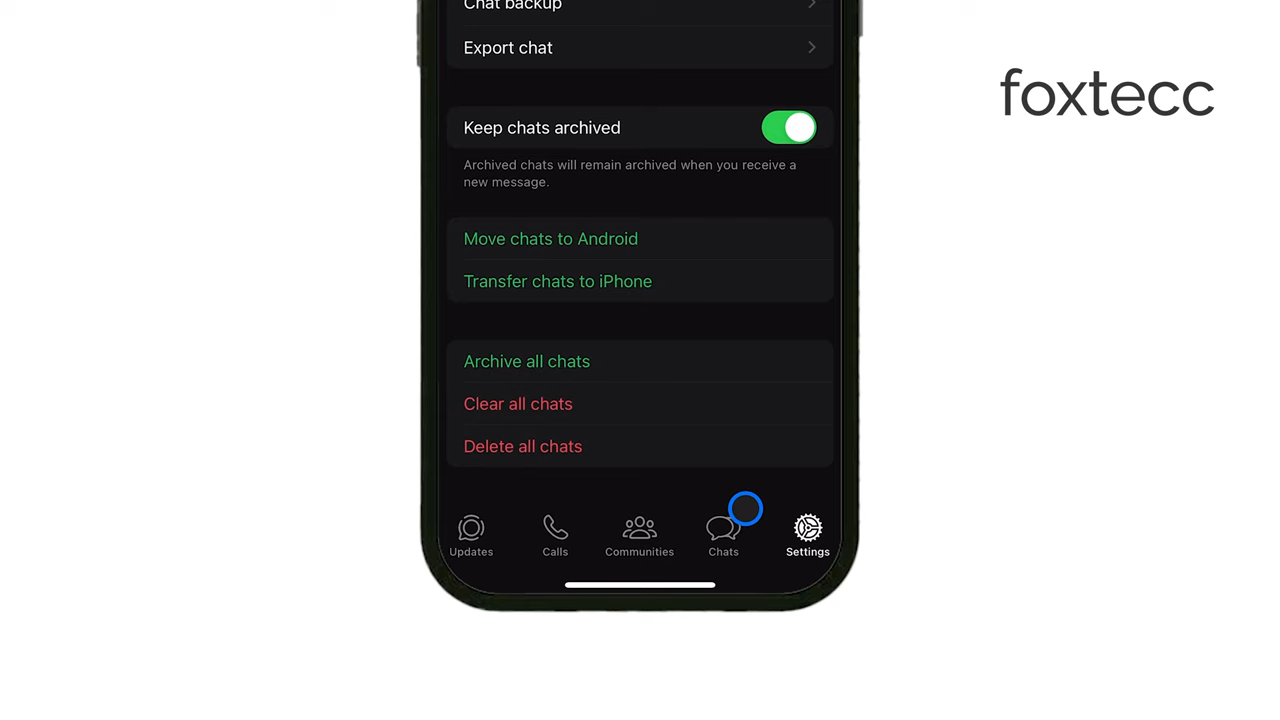 Chat backup
foxtecc
Export chat
Keep chats archived
Archived chats will remain archived when you receive a
new message.
Move chats to Android
Transfer chats to iPhone
Archive all chats
Clear all chats
Delete all chats
Updates
Calls
Communities
Chats
Settings